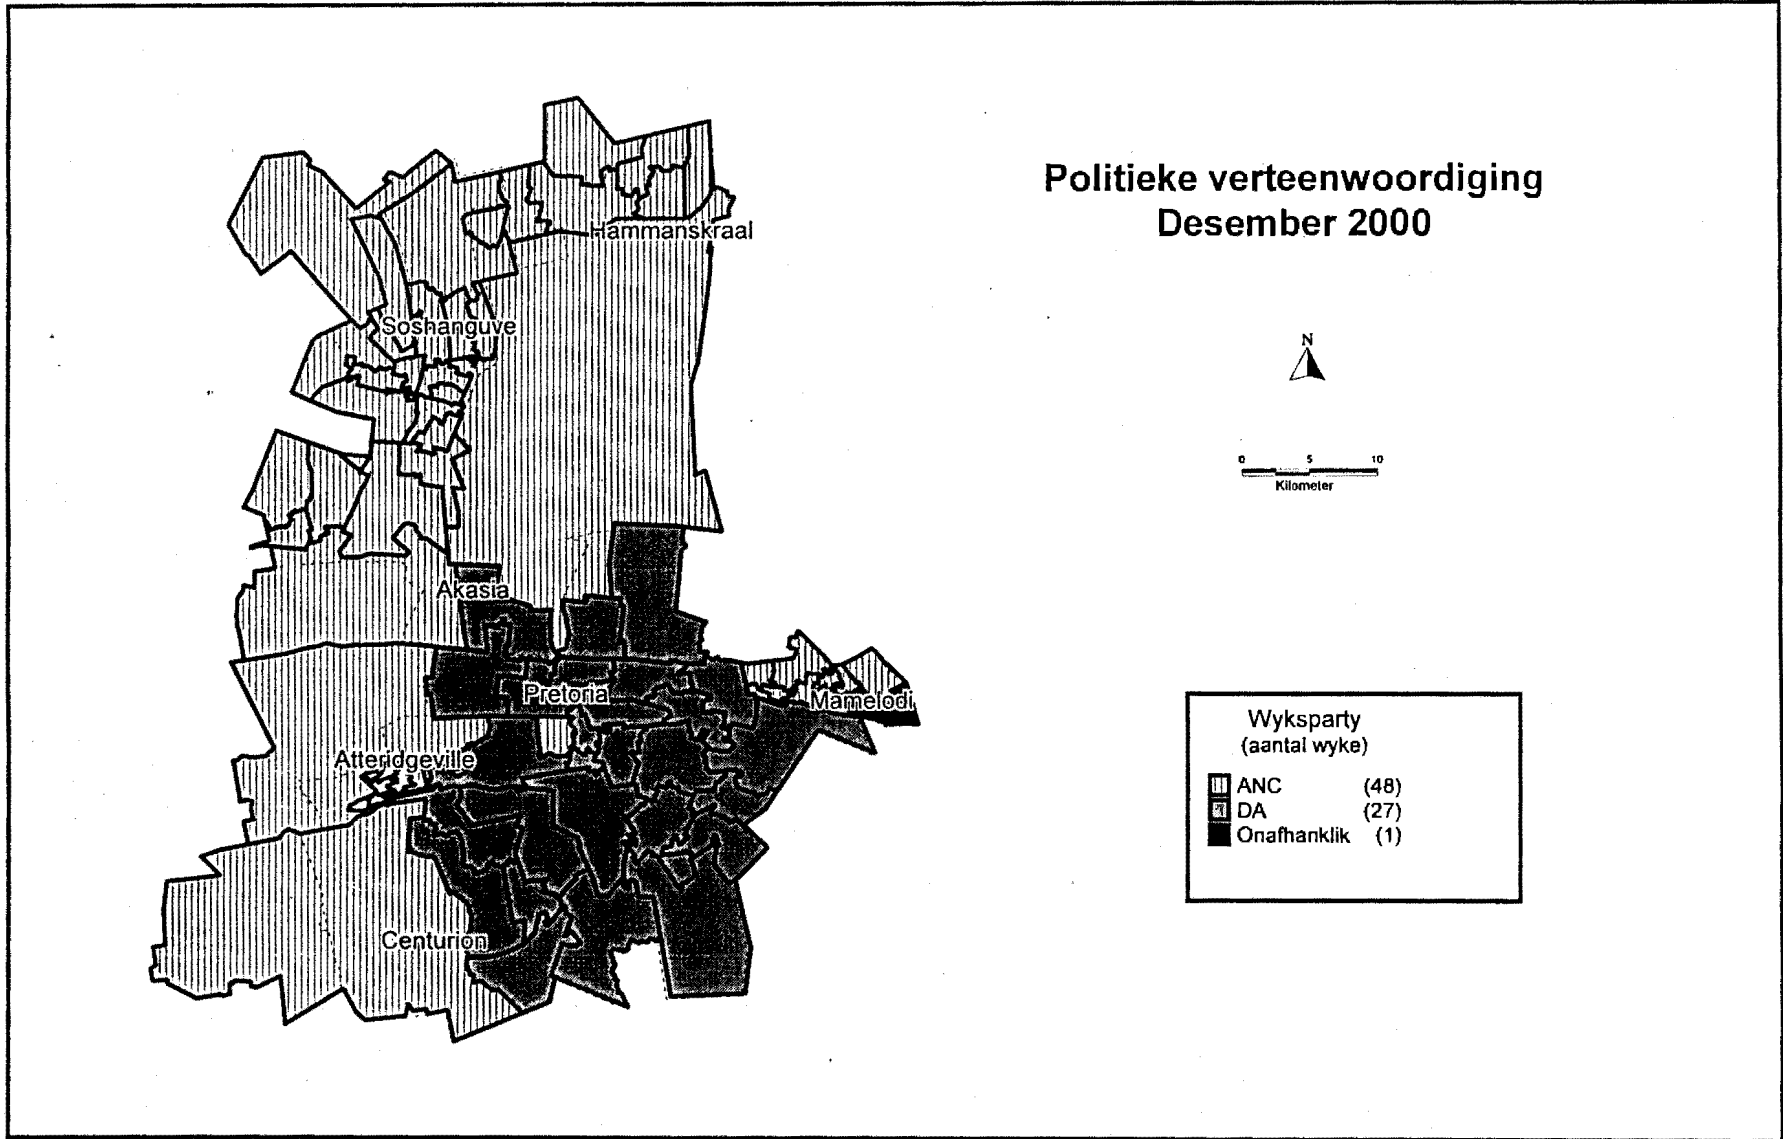 Politieke verteenwoordiging
Desember 2000
Hammanskraal
Soshanguve
N
0 5 10
Kilometer
Akasia
Pretoria
Mamelodi
Atteridgeville
Centurion
Wyksparty
(aantal wyke)
ANC (48)
DA (27)
Onafhanklik (1)